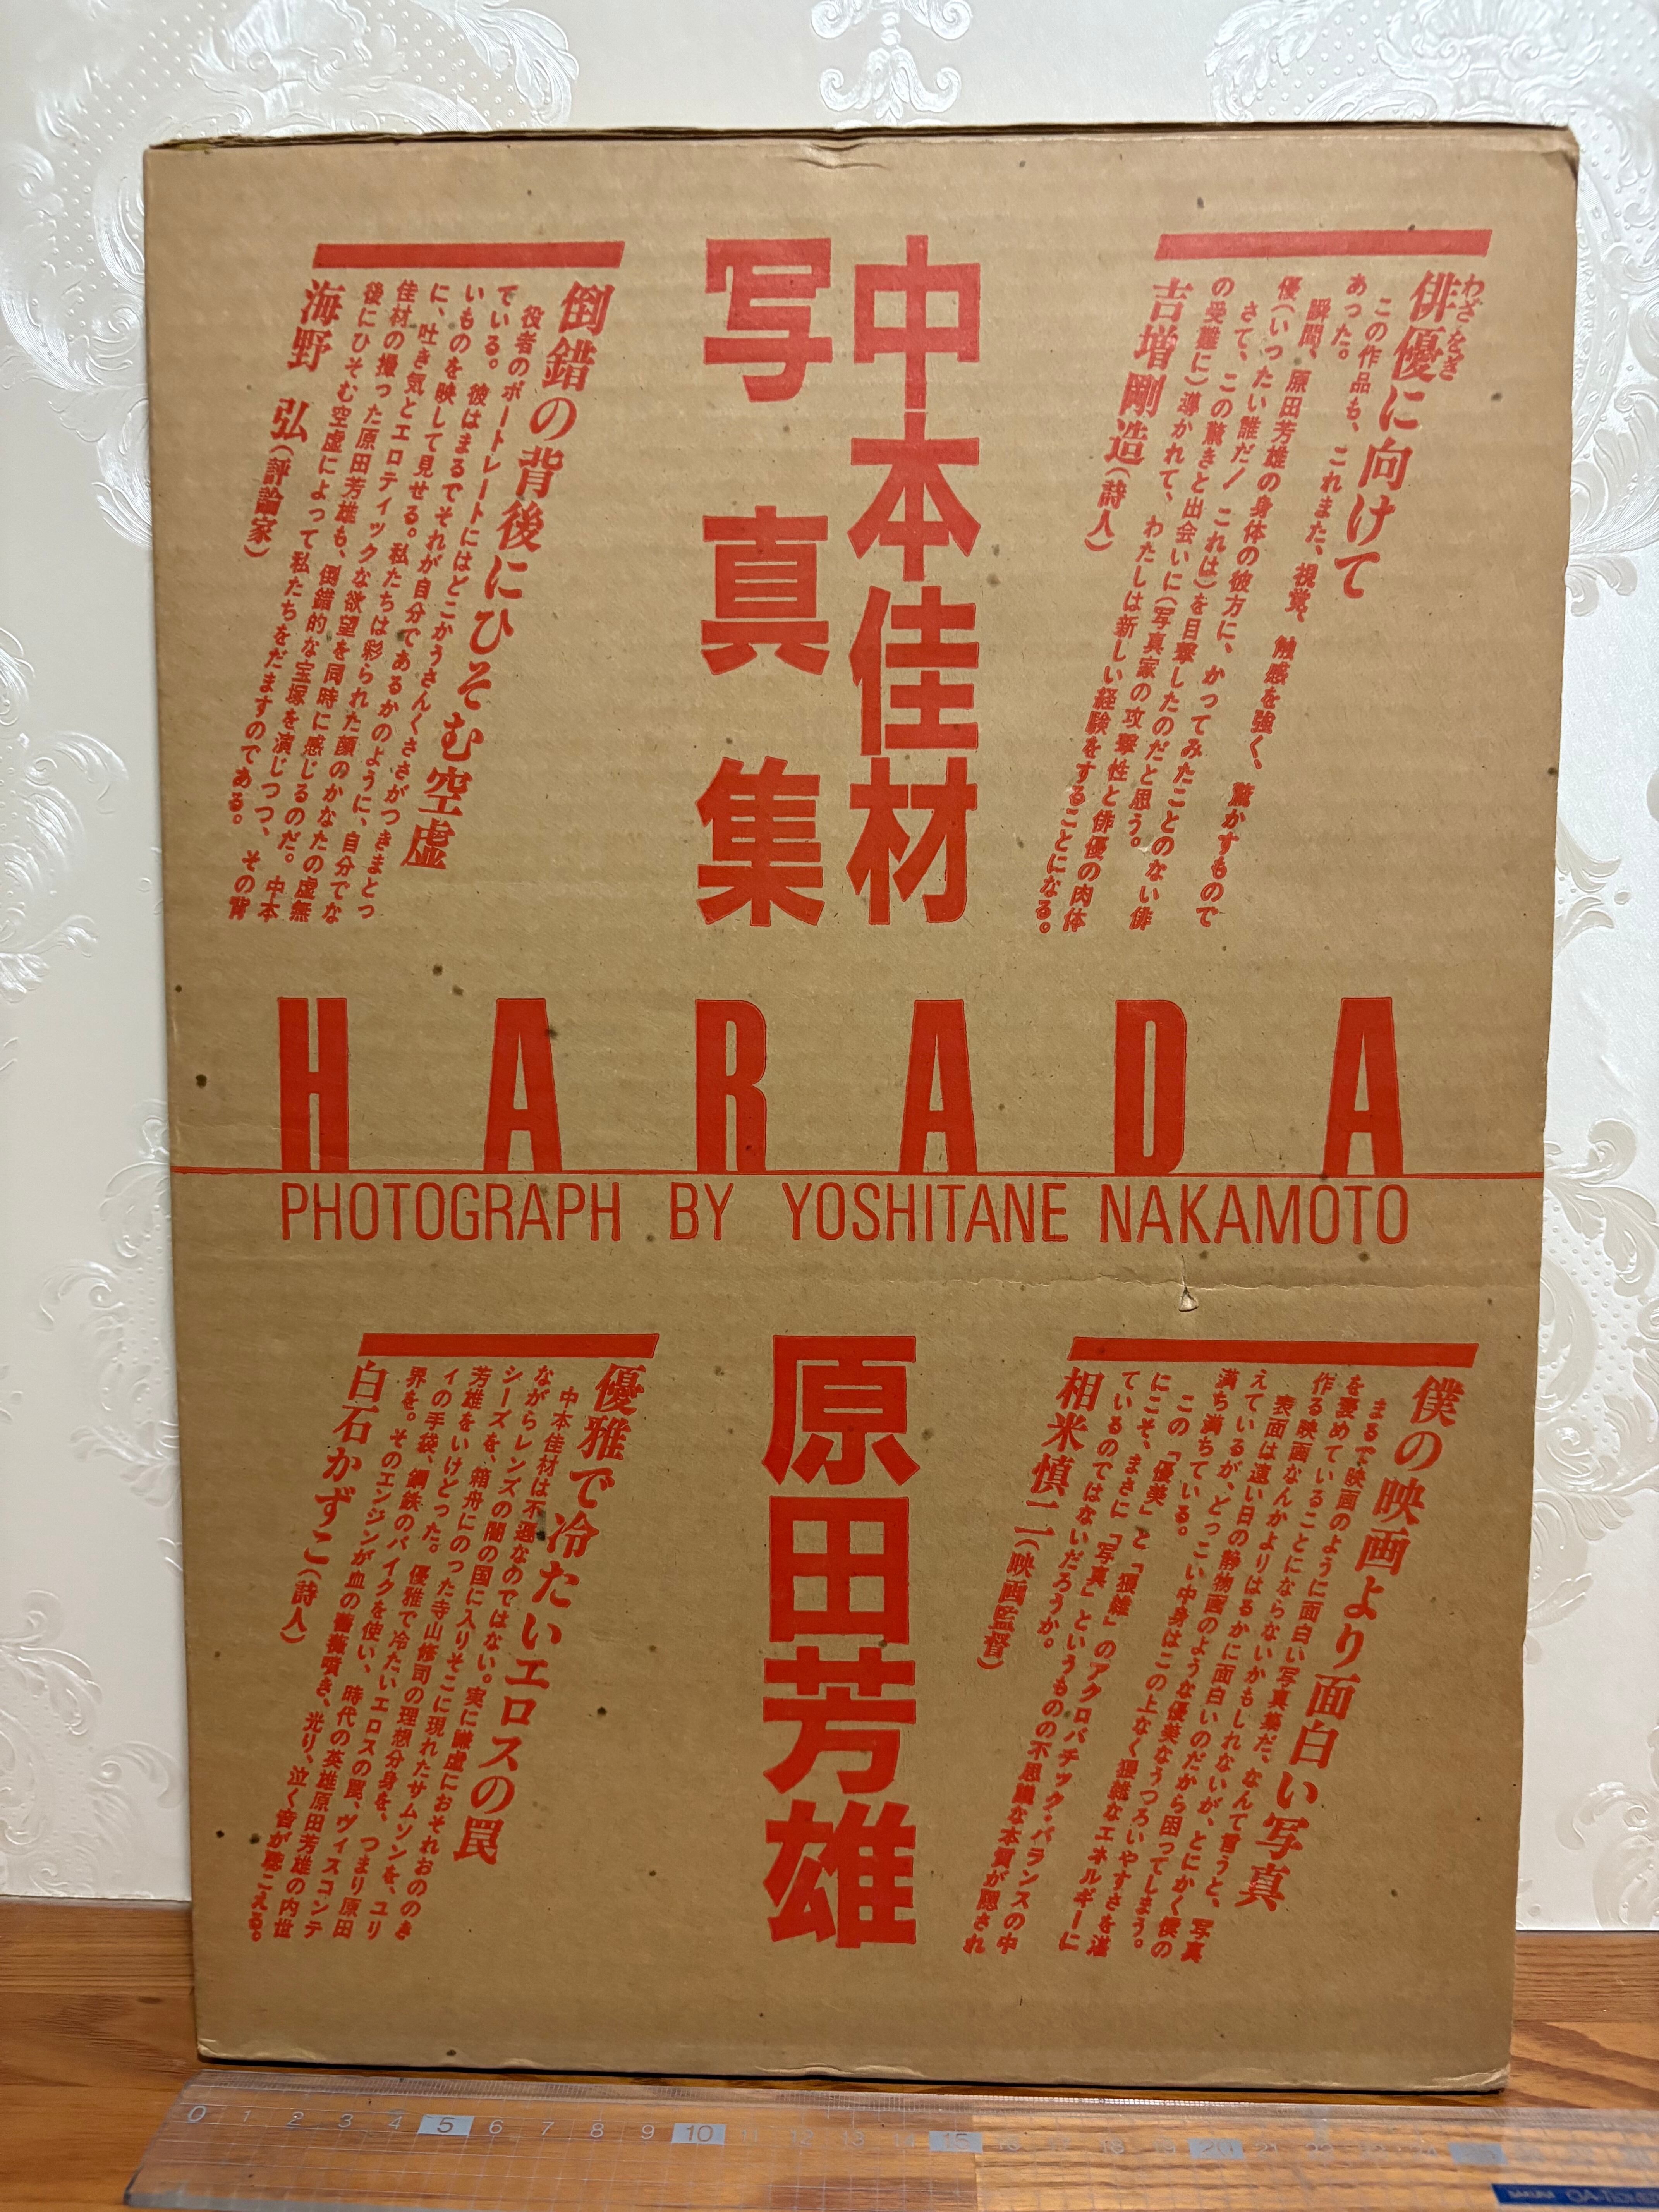 俳優に向けて
わざをき
この作品も、これまた、視覚、触感を強く、驚かすもので
あった。
瞬間、原田芳雄の身体の彼方に、かつてみたことのない俳
優(いったい誰だ!これは)を目撃したのだと思う。
さて、この驚きと出会いに(写真家の攻撃性と俳優の肉体
の受難に)導かれて、わたしは新しい経験をすることになる。
吉増剛造(詩人)
中本佳材
写真集
倒錯の背後にひそむ空虚
役者のポートレートにはどこかうさんくささがつきまとっ
ている。彼はまるでそれが自分であるかのように、自分でな
いものを映して見せる。私たちは彩られた顔のかなたの虚無
に、吐き気とエロティックな欲望を同時に感じるのだ。中本
佳材の撮った原田芳雄も、倒錯的な宝塚を演じつつ、その背
後にひそむ空虚によって私たちをだますのである。
海野 弘(評論家)
HARADA
PHOTOGRAPH BY YOSHITANE NAKAMOTO
僕の映画より面白い写真
まるで映画のように面白い写真集だ、なんて言うと、写真
を褒めていることにならないかもしれないが、とにかく僕の
作る映画なんかよりはるかに面白いのだから困ってしまう。
表面は遠い日の静物画のような優美なうつろいやすさを湛
えているが、どっこい中身はこの上なく猥雑なエネルギーに
満ち満ちている。
この「優美」と「猥雑」のアクロバチック・バランスの中
にこそ、まさに「写真」というものの不思議な本質が隠され
ているのではないだろうか。
相米慎二(映画監督)
原田芳雄
優雅で冷たいエロスの罠
中本佳材は不遜なのではない。実に謙虚におそれおののき
ながらレンズの闇の国に入りそこに現れたサムソンを、ユリ
シーズを、箱舟にのった寺山修司の理想分身を、つまり原田
芳雄をいけどった。優雅で冷たいエロスの罠、ヴィスコンテ
ィの手袋、鋼鉄のバイクを使い、時代の英雄原田芳雄の内世
界を。そのエンジンが血の薔薇噴き、光り、泣く音が聴こえる。
白石かずこ(詩人)
0 1 2 3 4 5 6 7 8 9 10 11 12 13 14 15 16 17 18 19 20 21 22 23 24 25